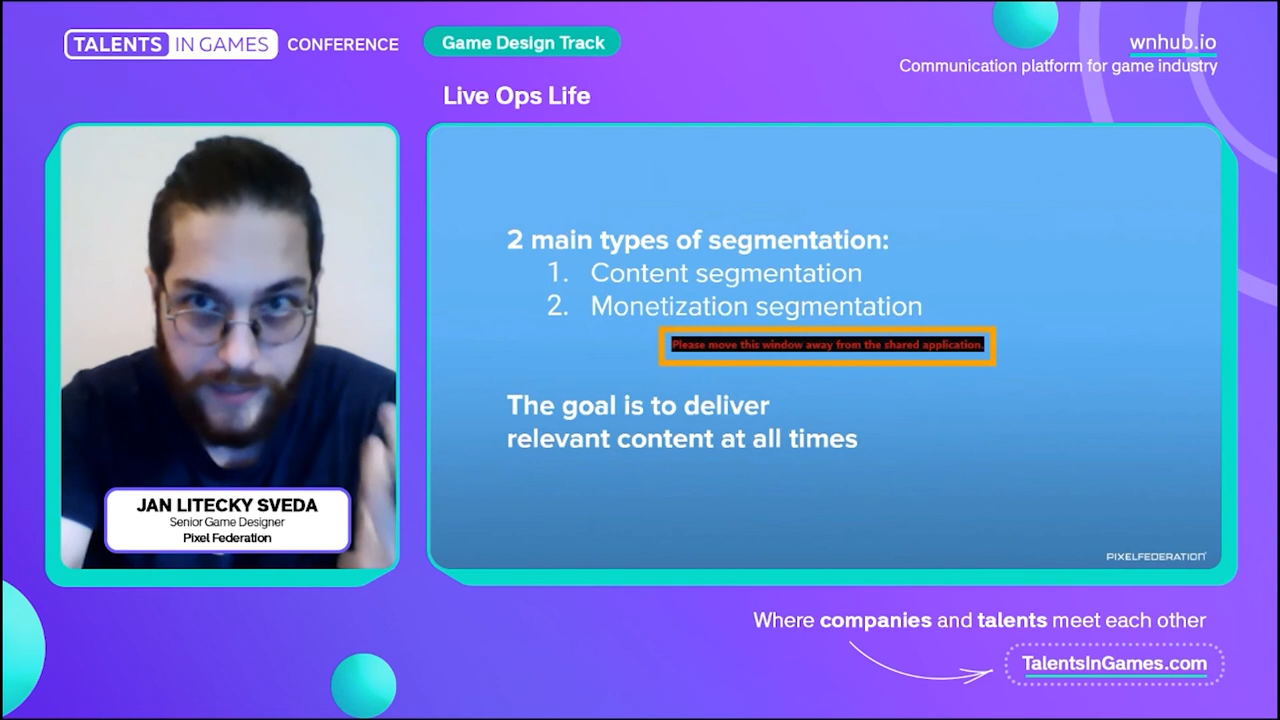 TALENTS IN GAMES CONFERENCE
Game Design Track
wnhub.io
Communication platform for game industry
Live Ops Life
2 main types of segmentation:
1. Content segmentation
2. Monetization segmentation
Please move this window away from the shared application.
The goal is to deliver
relevant content at all times
JAN LITECKY SVEDA
Senior Game Designer
Pixel Federation
PIXELFEDERATION
Where companies and talents meet each other
TalentsInGames.com